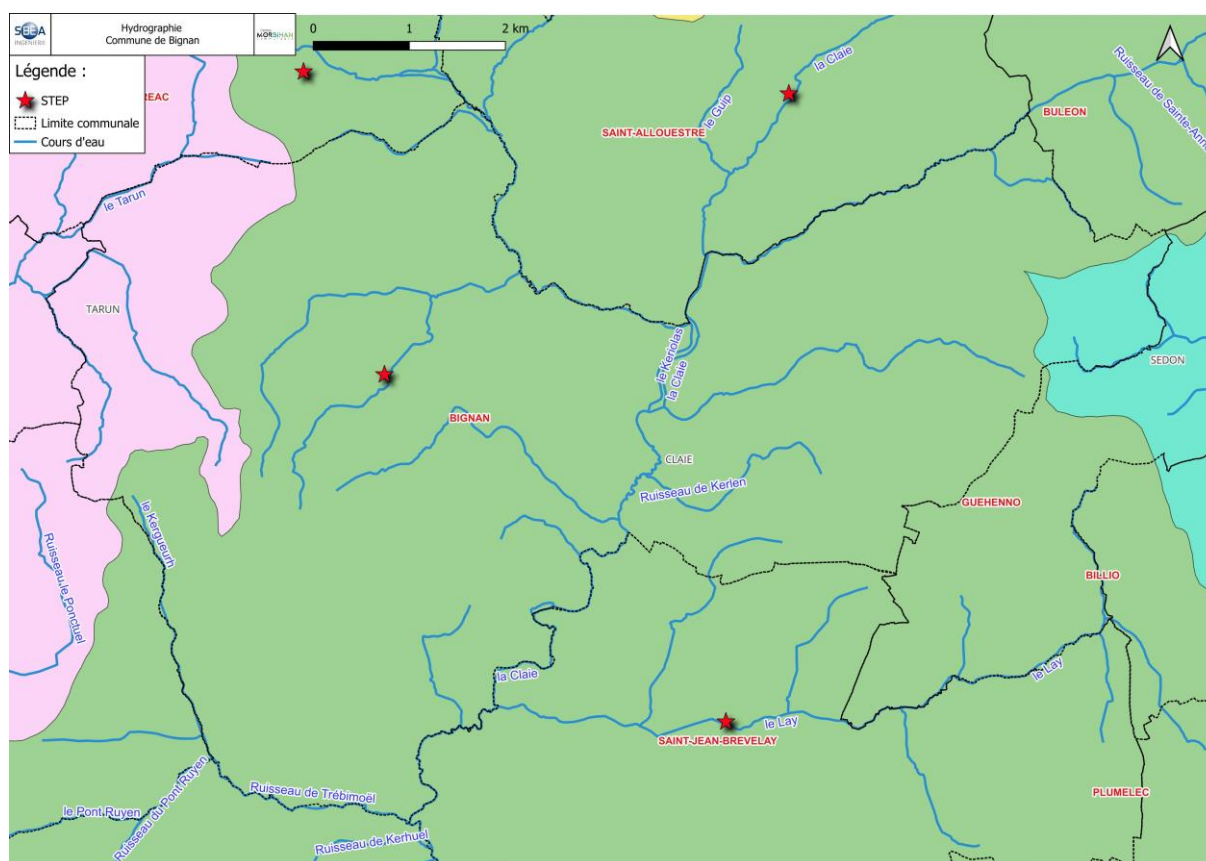 SBEA
INGENIERIE
Hydrographie
Commune de Bignan
MORBIHAN
0 1 2 km
Légende :
STEP
Limite communale
Cours d'eau
REAC
la Claie
le Guip
SAINT-ALLOUESTRE
BULEON
Ruisseau de Sainte-Anne
le Tarun
TARUN
SEDON
le Keriolas
la Claie
BIGNAN
CLAIE
Ruisseau de Kerlen
GUEHENNO
le Kergueurh
Ruisseau le Ponctuel
BILLIO
le Lay
la Claie
le Lay
SAINT-JEAN-BREVELAY
PLUMELEC
Ruisseau de Trébimoël
le Pont Ruyen
Ruisseau du Pont Ruyen
Ruisseau de Kerhuel